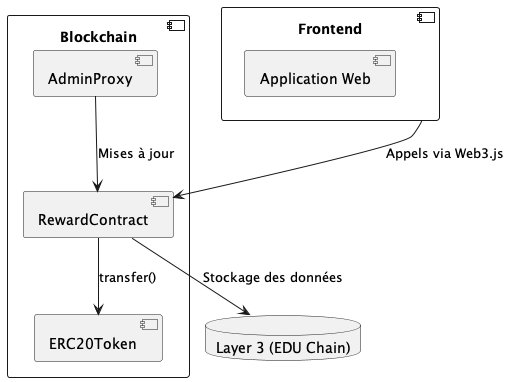 Blockchain
Frontend
AdminProxy
Application Web
Mises à jour
Appels via Web3.js
RewardContract
transfer()
Stockage des données
ERC20Token
Layer 3 (EDU Chain)